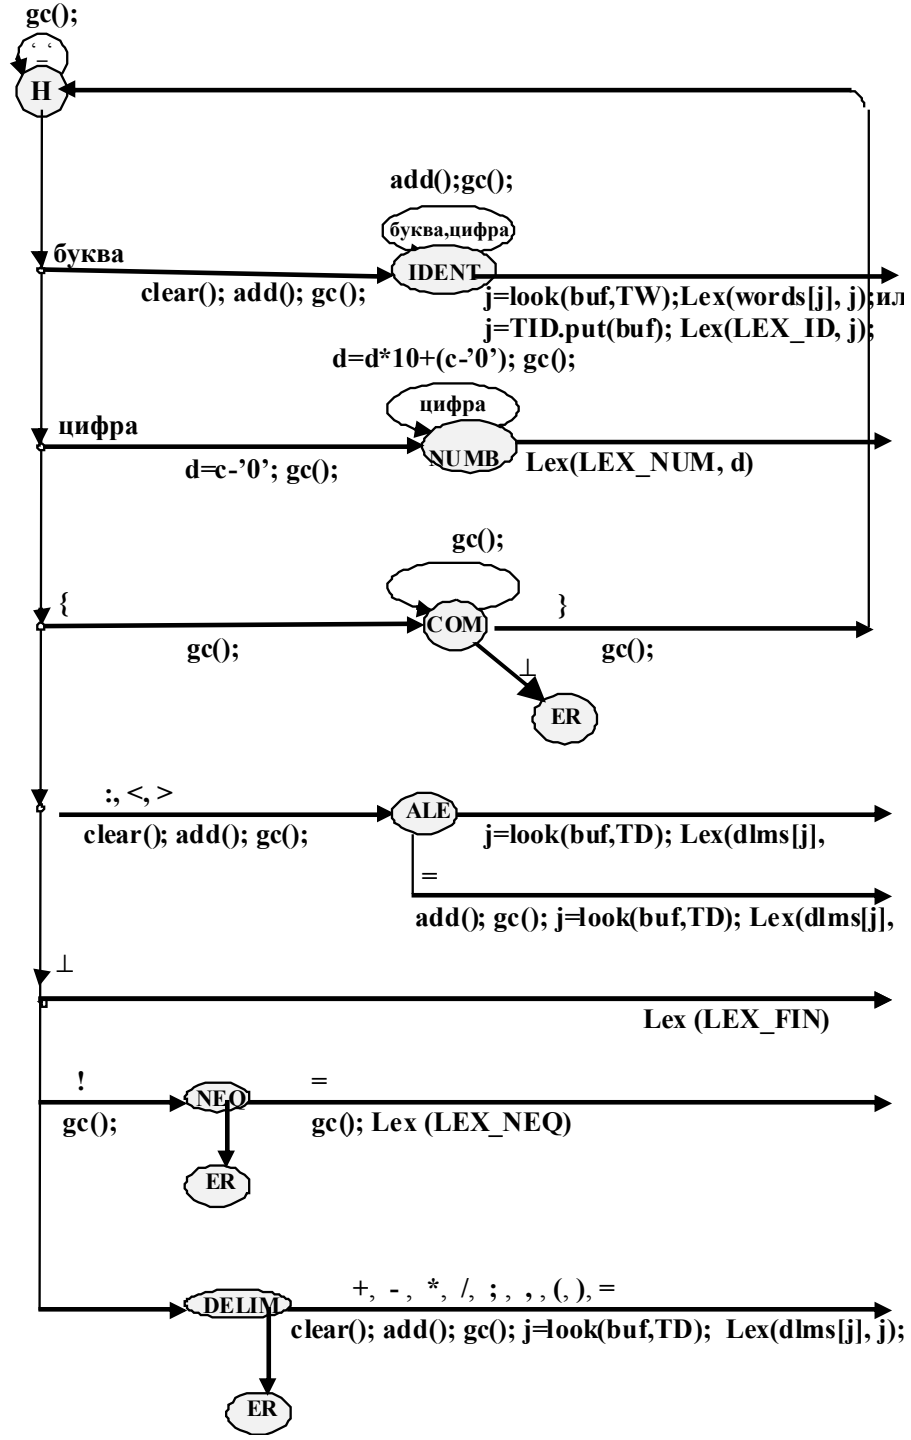 gc();
‘ ‘
=
H
add();gc();
буква,цифра
буква
IDENT
clear(); add(); gc();
j=look(buf,TW);Lex(words[j], j);ил
j=TID.put(buf); Lex(LEX_ID, j);
d=d*10+(c-’0’); gc();
цифра
цифра
NUMB
d=c-’0’; gc();
Lex(LEX_NUM, d)
gc();
{
COM
}
gc();
gc();
⊥
ER
:, <, >
ALE
clear(); add(); gc();
j=look(buf,TD); Lex(dlms[j],
=
add(); gc(); j=look(buf,TD); Lex(dlms[j],
⊥
Lex (LEX_FIN)
!
NEQ
=
gc();
gc(); Lex (LEX_NEQ)
ER
+, - , *, /, ; , , , (, ), =
DELIM
clear(); add(); gc(); j=look(buf,TD); Lex(dlms[j], j);
ER